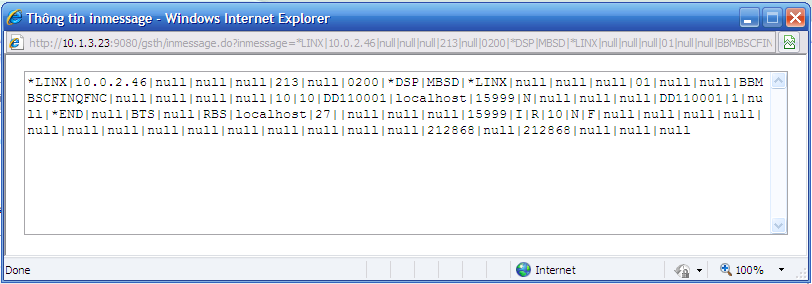 Thông tin inmessage - Windows Internet Explorer
http://10.1.3.23:9080/gsth/inmessage.do?inmessage=*LINX|10.0.2.46|null|null|null|213|null|0200|*DSP|MBSD|*LINX|null|null|null|01|null|null|BBMBSCFIN
*LINX|10.0.2.46|null|null|null|213|null|0200|*DSP|MBSD|*LINX|null|null|null|01|null|null|BBM
BSCFINQFNC|null|null|null|null|10|10|DD110001|localhost|15999|N|null|null|null|DD110001|1|nu
ll|*END|null|BTS|null|RBS|localhost|27||null|null|null|15999|I|R|10|N|F|null|null|null|null|
null|null|null|null|null|null|null|null|null|null|212868|null|212868|null|null|null
Done
Internet
100%